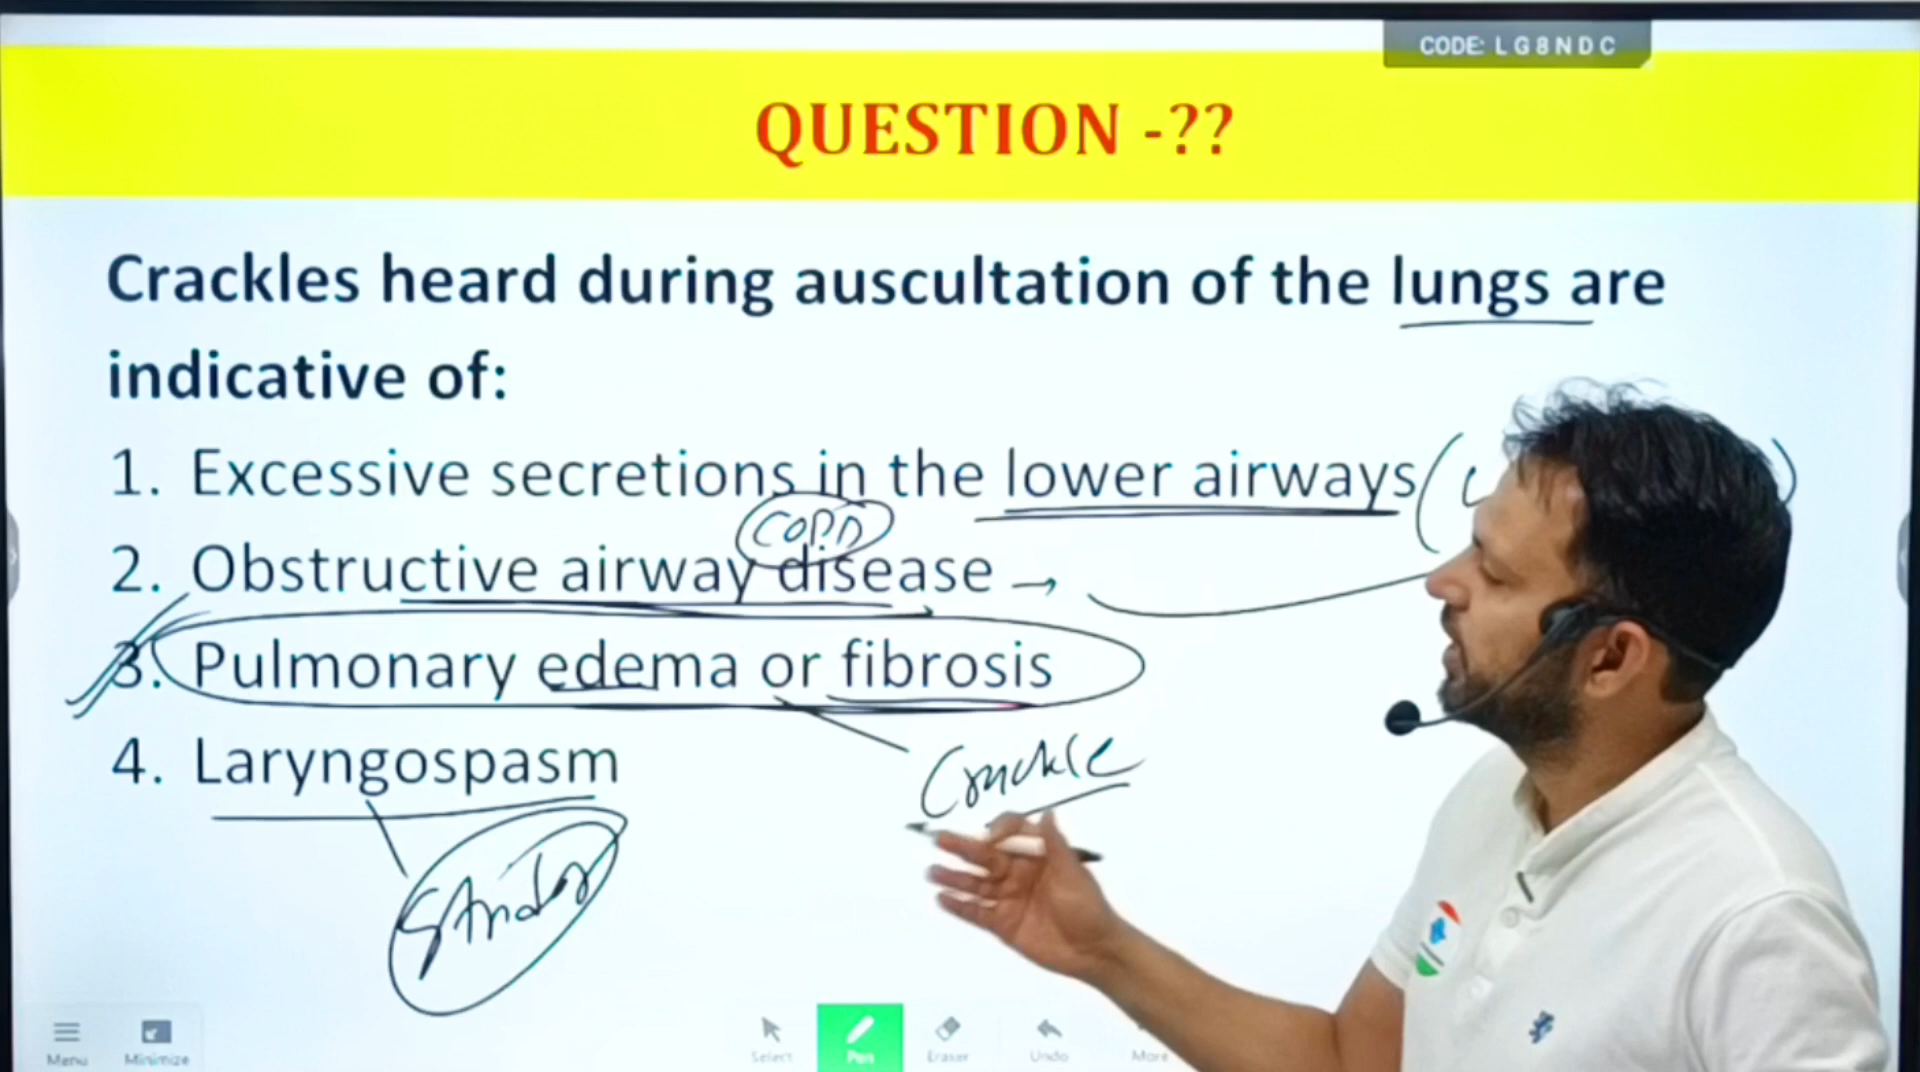 CODE: L G 8 N D C
QUESTION -??
Crackles heard during auscultation of the lungs are
indicative of:
1. Excessive secretions in the lower airways
COPD
2. Obstructive airway disease
3. Pulmonary edema or fibrosis
4. Laryngospasm
Crackle
Stridor
Menu
Minimize
Select
Pen
Eraser
Undo
More